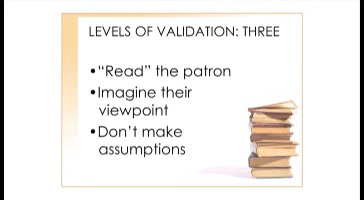 LEVELS OF VALIDATION: THREE
•“Read” the patron
•Imagine their
viewpoint
•Don’t make
assumptions